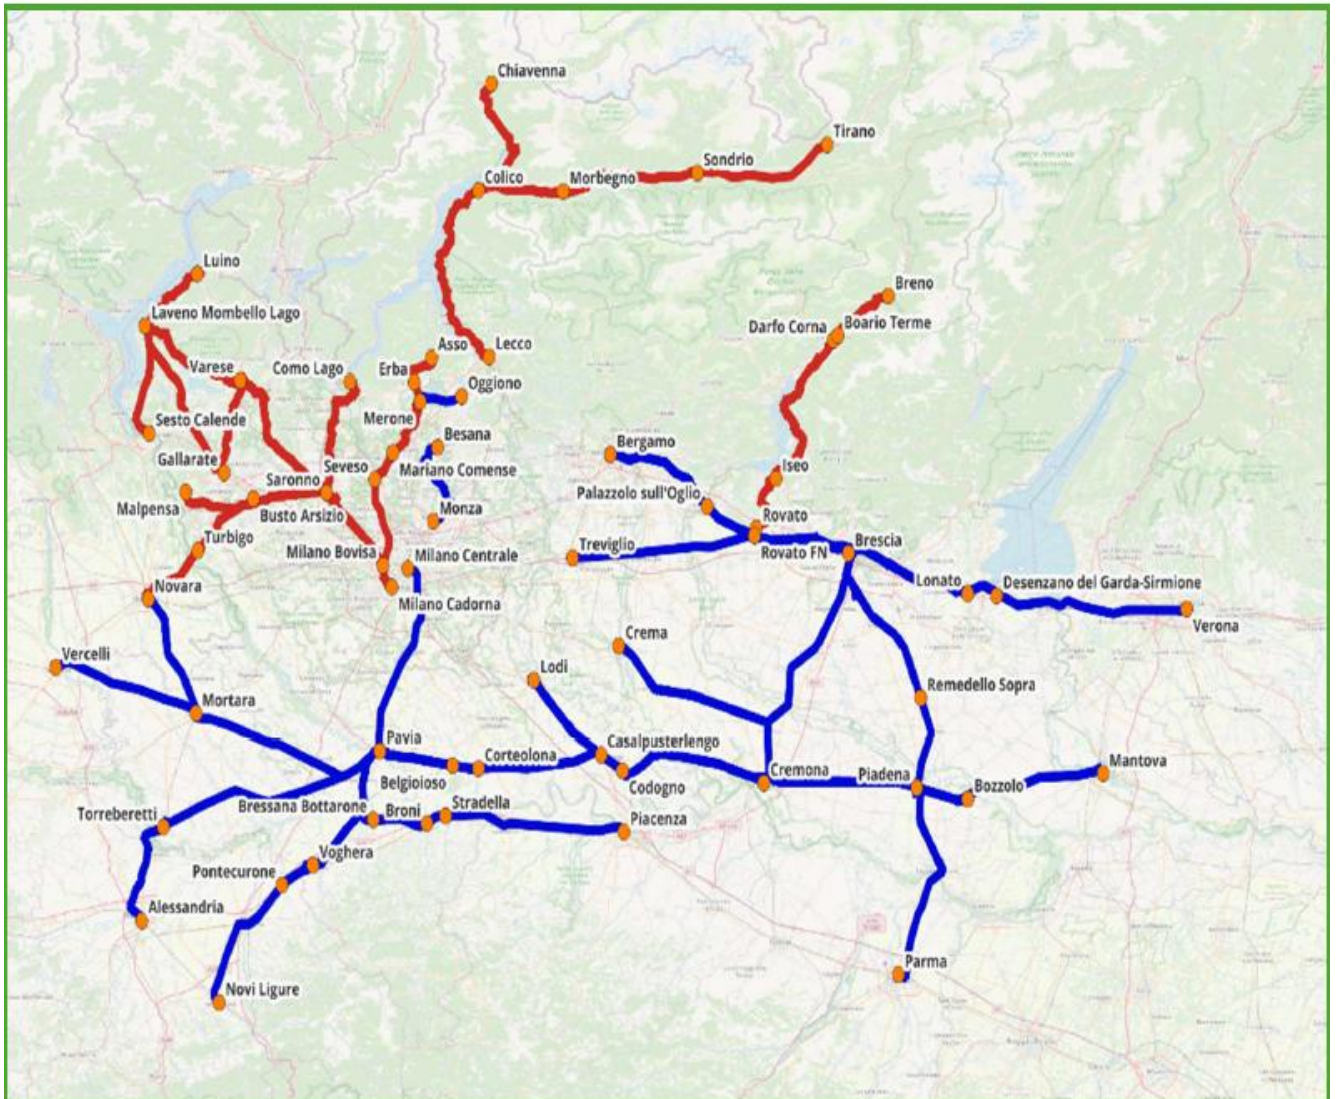 Chiavenna
Tirano
Sondrio
Colico
Morbegno
Luino
Breno
Laveno Mombello Lago
Darfo Corna
Boario Terme
Asso
Lecco
Varese
Como Lago
Erba
Oggiono
Merone
Sesto Calende
Besana
Bergamo
Gallarate
Seveso
Mariano Comense
Iseo
Saronno
Palazzolo sull'Oglio
Malpensa
Busto Arsizio
Monza
Rovato
Turbigo
Milano Bovisa
Milano Centrale
Treviglio
Rovato FN
Brescia
Novara
Lonato
Desenzano del Garda-Sirmione
Milano Cadorna
Verona
Crema
Vercelli
Lodi
Remedello Sopra
Mortara
Pavia
Casalpusterlengo
Corteolona
Mantova
Cremona
Piadena
Belgioioso
Codogno
Bozzolo
Bressana Bottarone
Broni
Stradella
Torreberetti
Piacenza
Voghera
Pontecurone
Alessandria
Parma
Novi Ligure